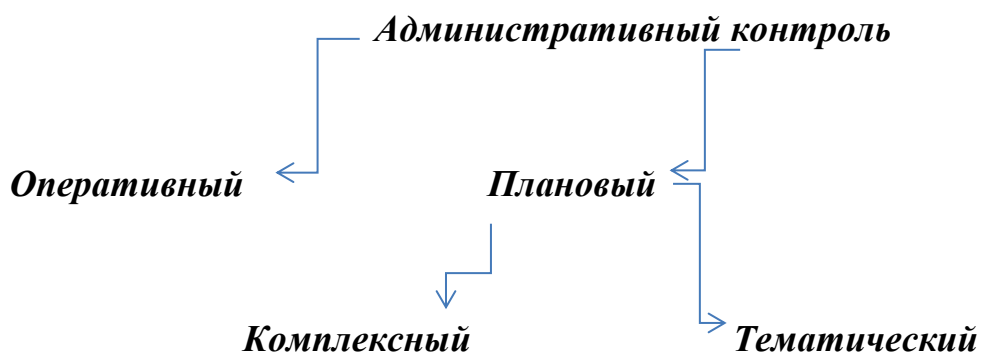 Административный контроль
Оперативный Плановый
Комплексный Тематический